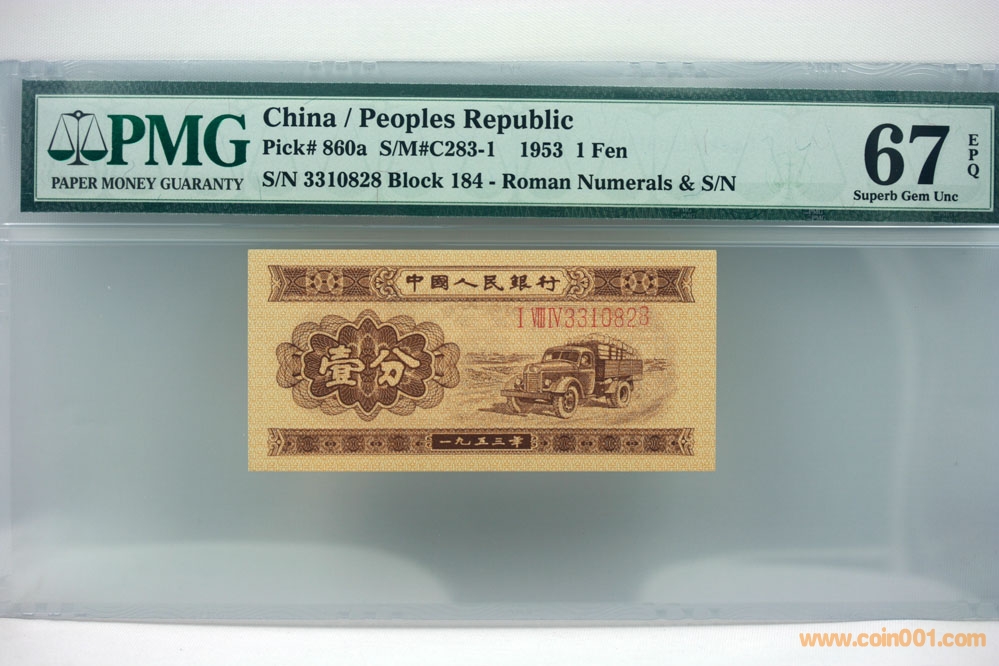 PMG
PAPER MONEY GUARANTY
China / Peoples Republic
Pick# 860a S/M#C283-1 1953 1 Fen
S/N 3310828 Block 184 - Roman Numerals & S/N
67
EPQ
Superb Gem Unc
中國人民銀行
I VIII IV 3310828
壹分
一九五三年
www.coin001.com